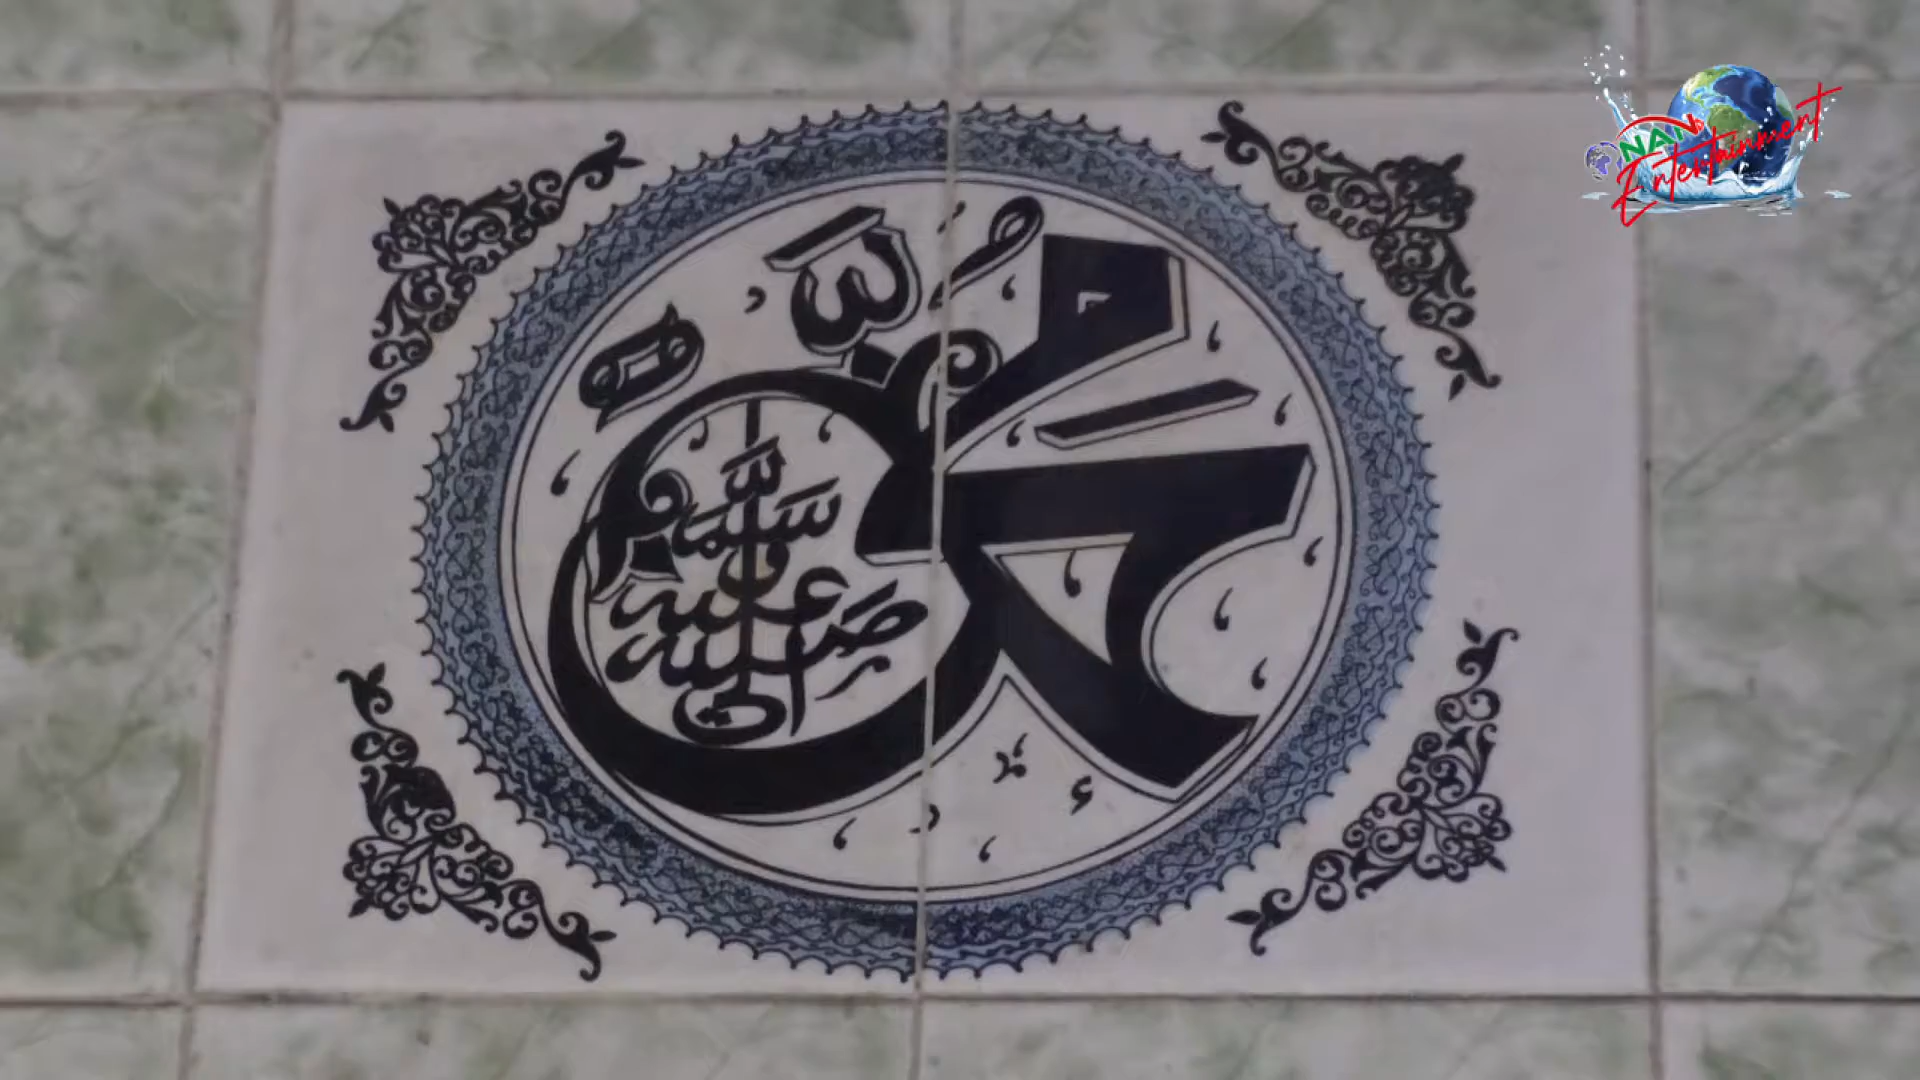 محمد
صلى الله عليه وسلم
NAN
Entertainment